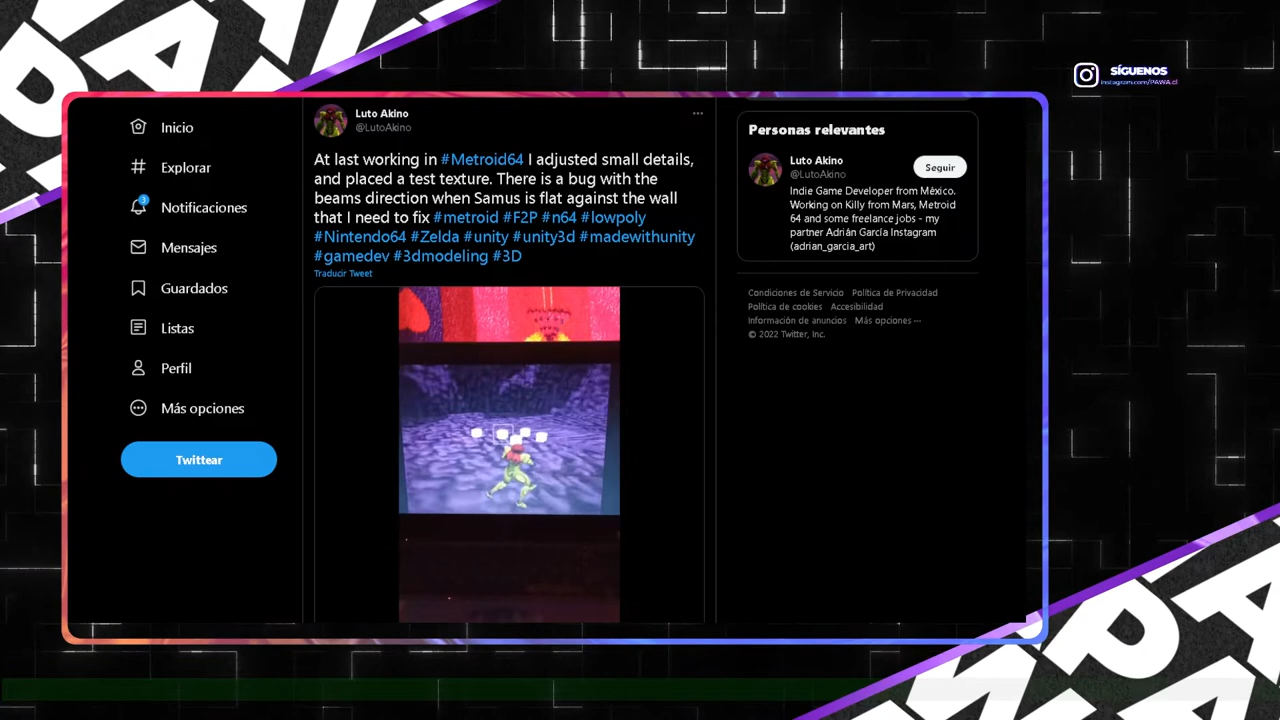 SÍGUENOS
instagram.com/PAWA.cl
Inicio
Explorar
3
Notificaciones
Mensajes
Guardados
Listas
Perfil
Más opciones
Twittear
Luto Akino
@LutoAkino
At last working in #Metroid64 I adjusted small details,
and placed a test texture. There is a bug with the
beams direction when Samus is flat against the wall
that I need to fix #metroid #F2P #n64 #lowpoly
#Nintendo64 #Zelda #unity #unity3d #madewithunity
#gamedev #3dmodeling #3D
Traducir Tweet
Personas relevantes
Luto Akino
@LutoAkino
Seguir
Indie Game Developer from México.
Working on Killy from Mars, Metroid
64 and some freelance jobs - my
partner Adrián García Instagram
(adrian_garcia_art)
Condiciones de Servicio Política de Privacidad
Política de cookies Accesibilidad
Información de anuncios Más opciones ···
© 2022 Twitter, Inc.